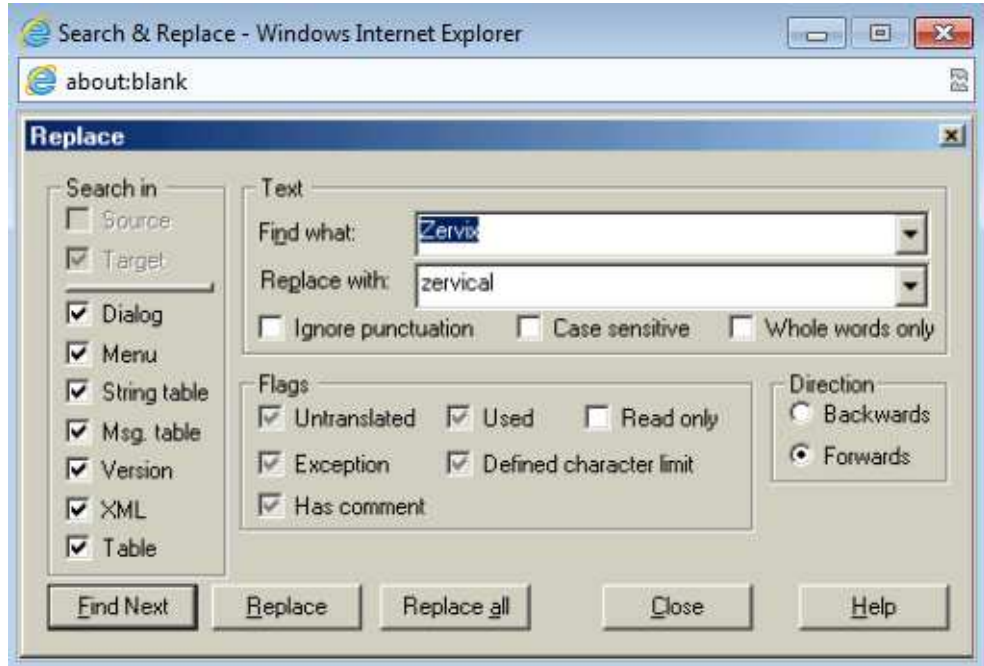 Search & Replace - Windows Internet Explorer
about:blank
Replace
Search in
Source
Target
Dialog
Menu
String table
Msg. table
Version
XML
Table
Text
Find what: Zervix
Replace with: zervical
Ignore punctuation Case sensitive Whole words only
Flags
Untranslated Used Read only
Exception Defined character limit
Has comment
Direction
Backwards
Forwards
Find Next Replace Replace all Close Help